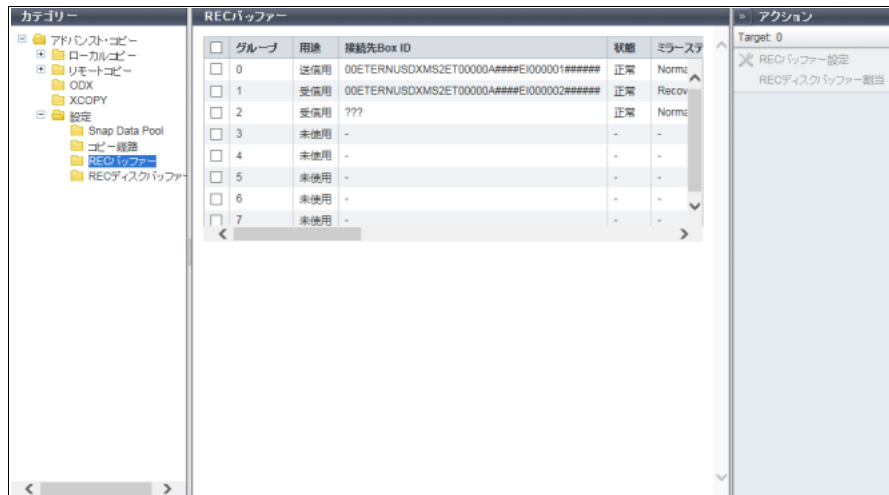 カテゴリー
アドバンスト・コピー
ローカルコピー
リモートコピー
ODX
XCOPY
設定
Snap Data Pool
コピー経路
RECバッファー
RECディスクバッファー
RECバッファー
グループ 用途 接続先Box ID 状態 ミラーステ
0 送信用 00ETERNUSDXMS2ET00000A####EI000001###### 正常 Norma
1 受信用 00ETERNUSDXMS2ET00000A####EI000002###### 正常 Recov
2 受信用 ??? 正常 Norma
3 未使用 - - -
4 未使用 - - -
5 未使用 - - -
6 未使用 - - -
7 未使用 - - -
» アクション
Target: 0
RECバッファー設定
RECディスクバッファー割当